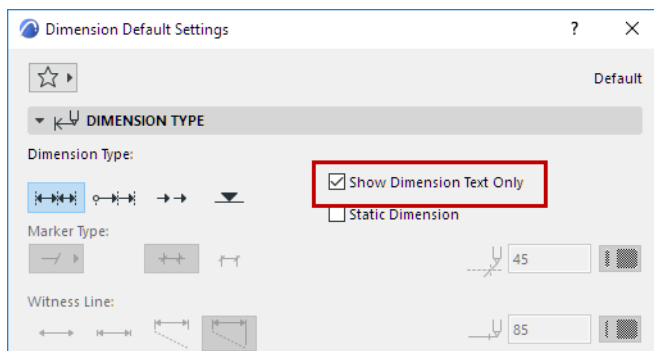 Dimension Default Settings
?
Default
DIMENSION TYPE
Dimension Type:
Show Dimension Text Only
Static Dimension
Marker Type:
45
Witness Line:
85